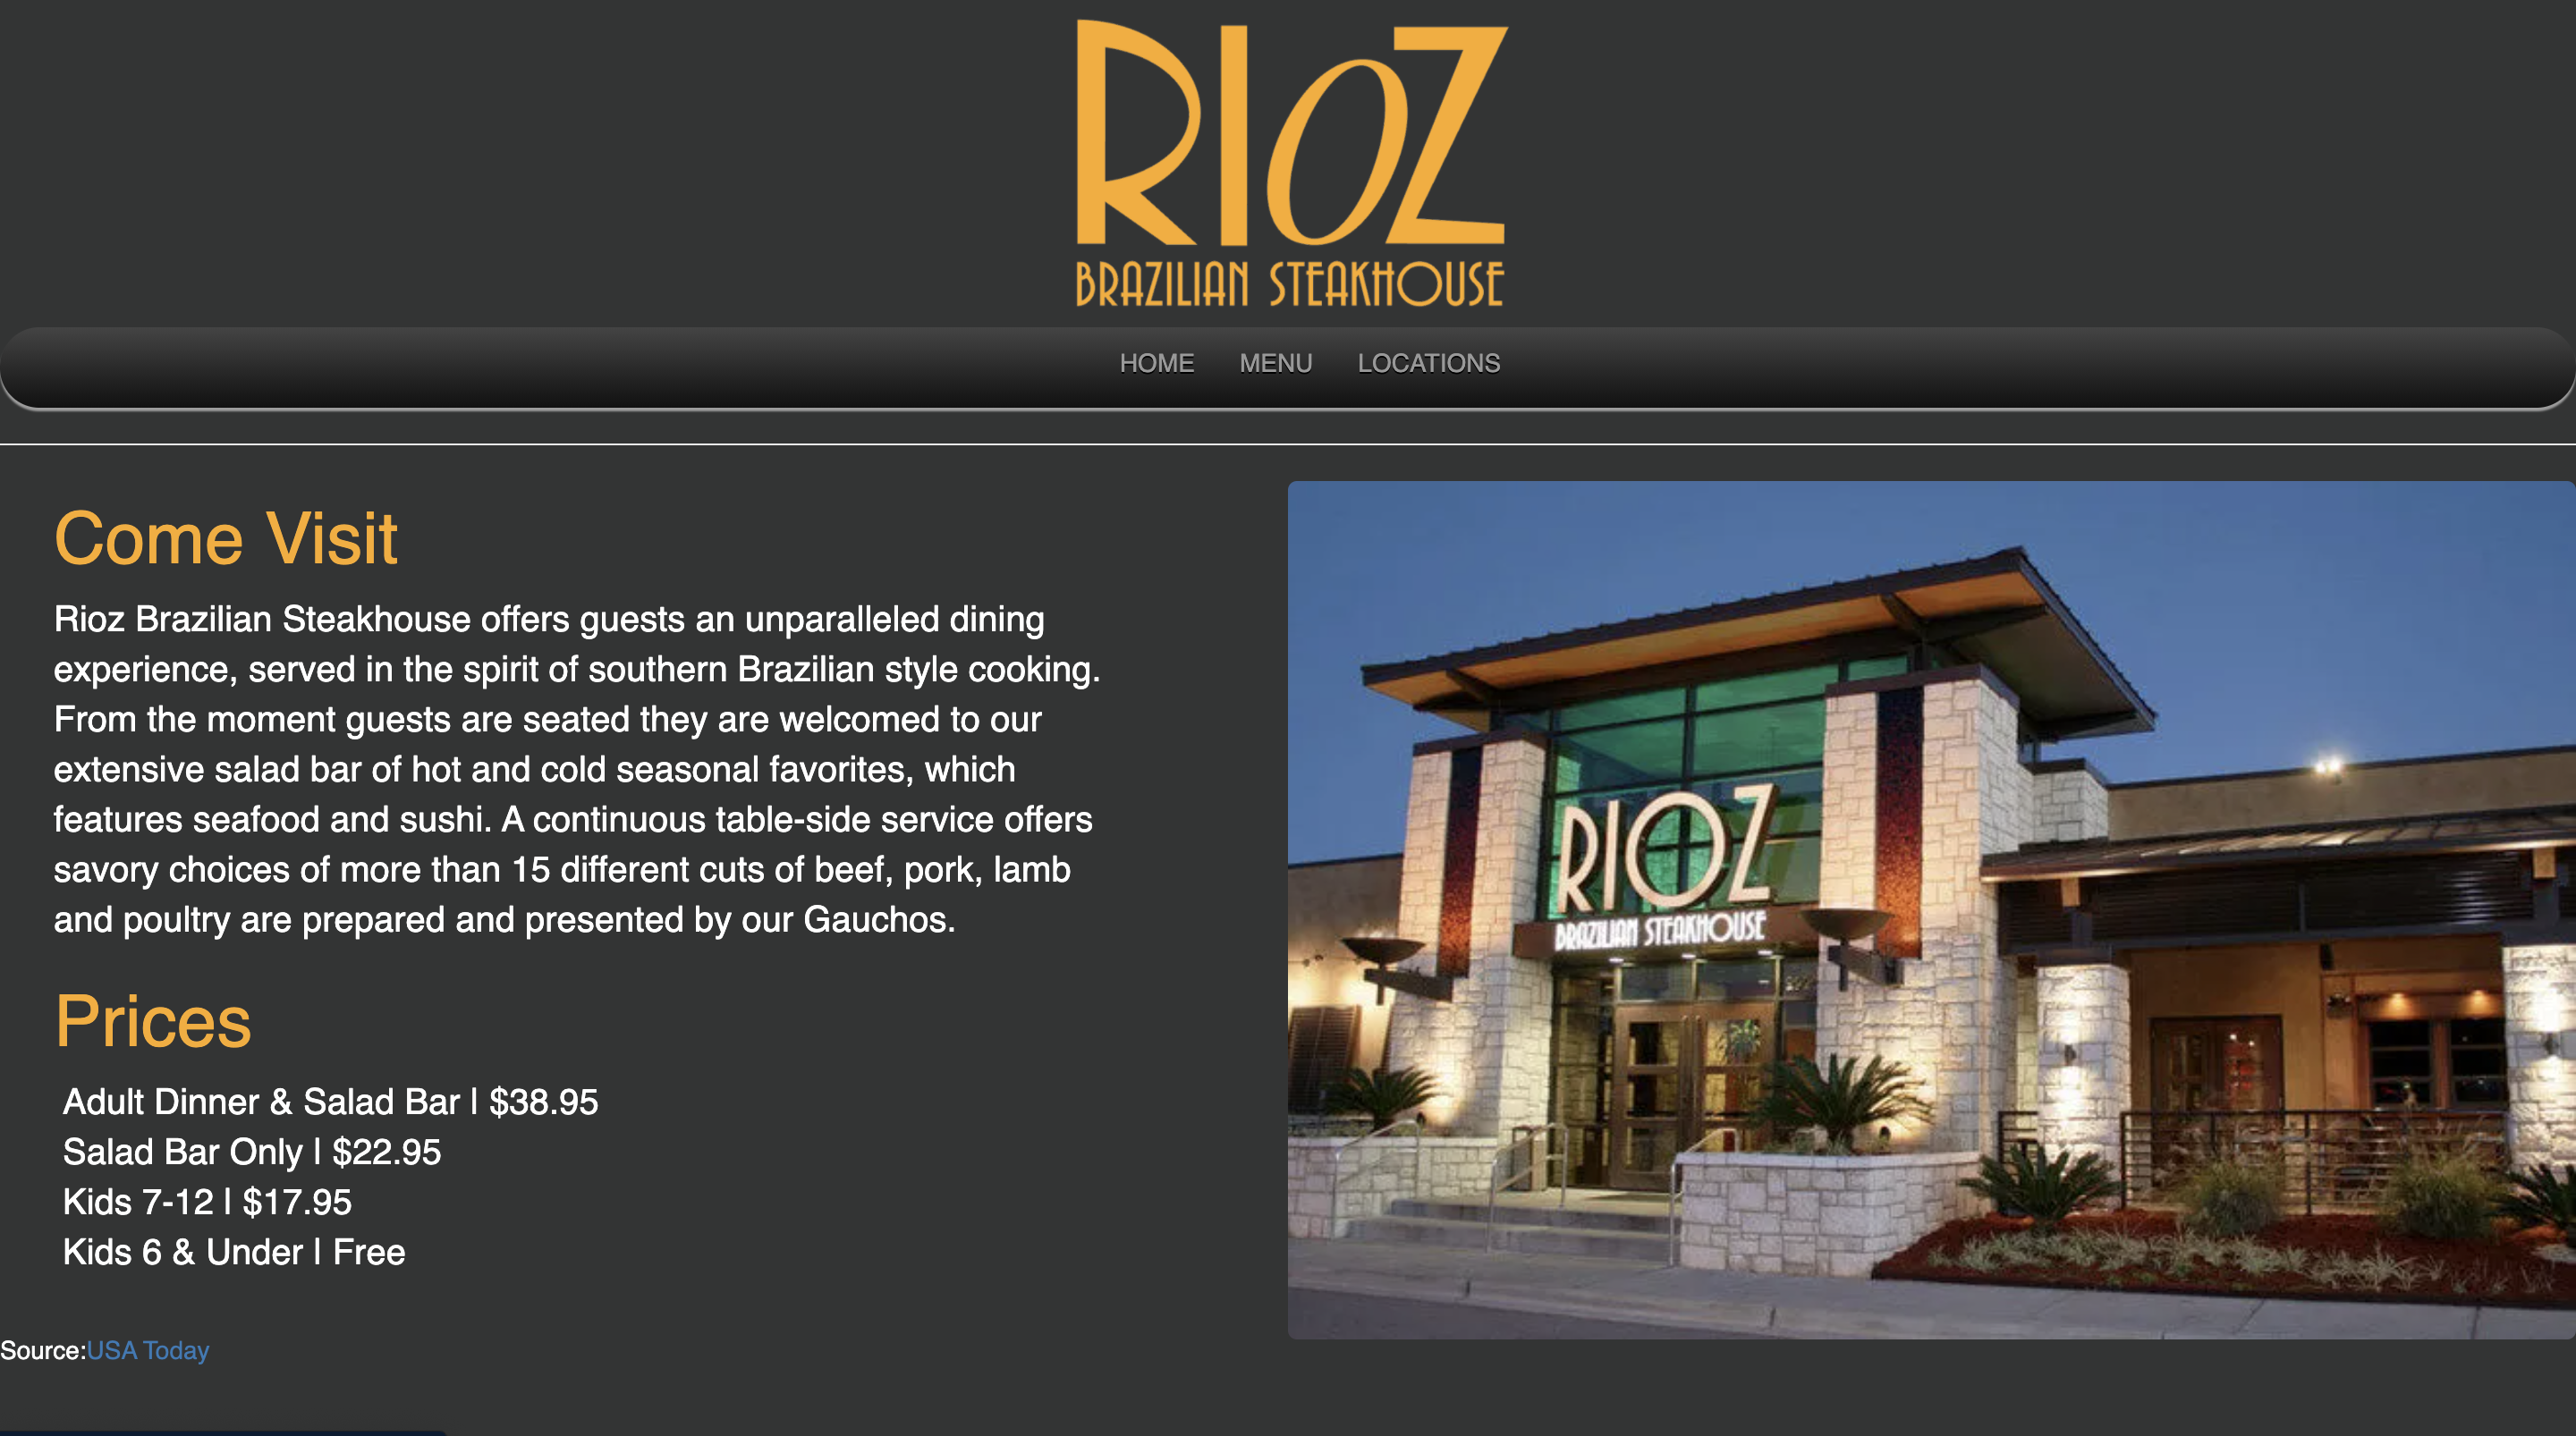 RIOZ
BRAZILIAN STEAKHOUSE
HOME MENU LOCATIONS
Come Visit
Rioz Brazilian Steakhouse offers guests an unparalleled dining
experience, served in the spirit of southern Brazilian style cooking.
From the moment guests are seated they are welcomed to our
extensive salad bar of hot and cold seasonal favorites, which
features seafood and sushi. A continuous table-side service offers
savory choices of more than 15 different cuts of beef, pork, lamb
and poultry are prepared and presented by our Gauchos.
Prices
Adult Dinner & Salad Bar | $38.95
Salad Bar Only | $22.95
Kids 7-12 | $17.95
Kids 6 & Under | Free
Source:USA Today
RIOZ
BRAZILIAN STEAKHOUSE